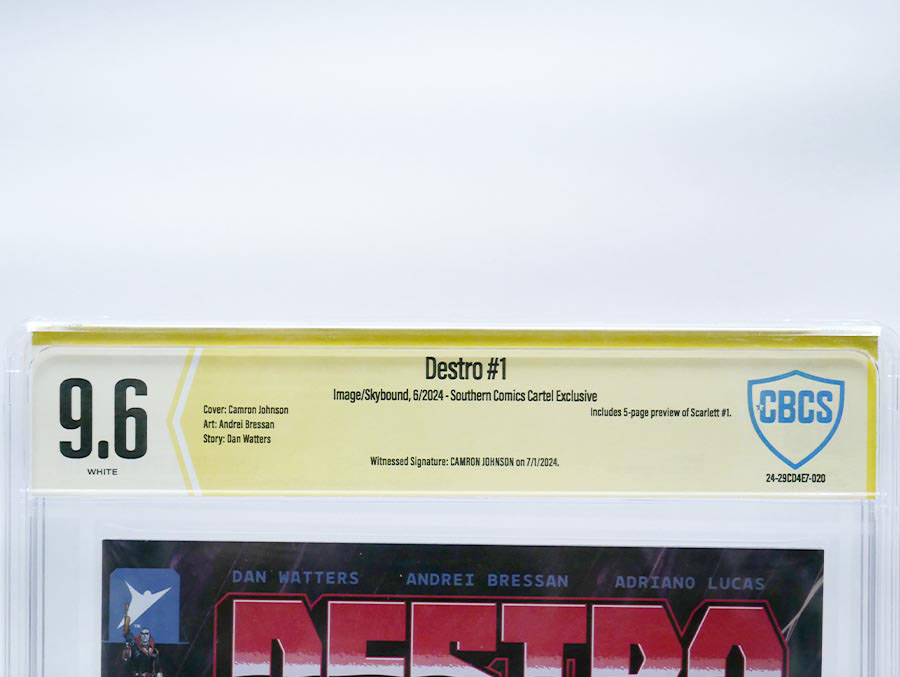 Destro #1
Image/Skybound, 6/2024 - Southern Comics Cartel Exclusive
9.6
WHITE
Cover: Camron Johnson
Art: Andrei Bressan
Story: Dan Watters
Includes 5-page preview of Scarlett #1.
Witnessed Signature: CAMRON JOHNSON on 7/1/2024.
CBCS
24-29CD4E7-020
DAN WATTERS ANDREI BRESSAN ADRIANO LUCAS
DESTRO